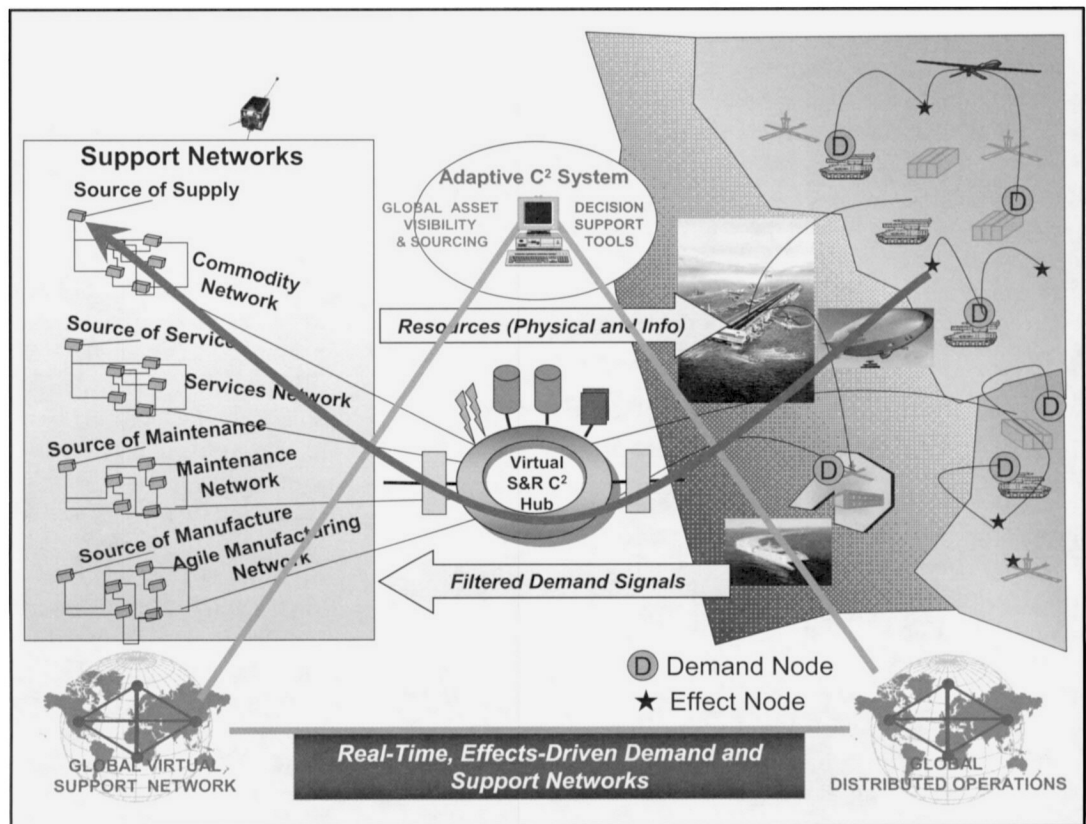 Support Networks
Source of Supply
Commodity
Network
Source of Service
Services Network
Source of Maintenance
Maintenance
Network
Source of Manufacture
Agile Manufacturing
Network
Adaptive C² System
GLOBAL ASSET
VISIBILITY
& SOURCING
DECISION
SUPPORT
TOOLS
Resources (Physical and Info)
Virtual
S&R C²
Hub
Filtered Demand Signals
D
D
D
D
D
D
D Demand Node
★ Effect Node
Real-Time, Effects-Driven Demand and
Support Networks
GLOBAL VIRTUAL
SUPPORT NETWORK
GLOBAL
DISTRIBUTED OPERATIONS